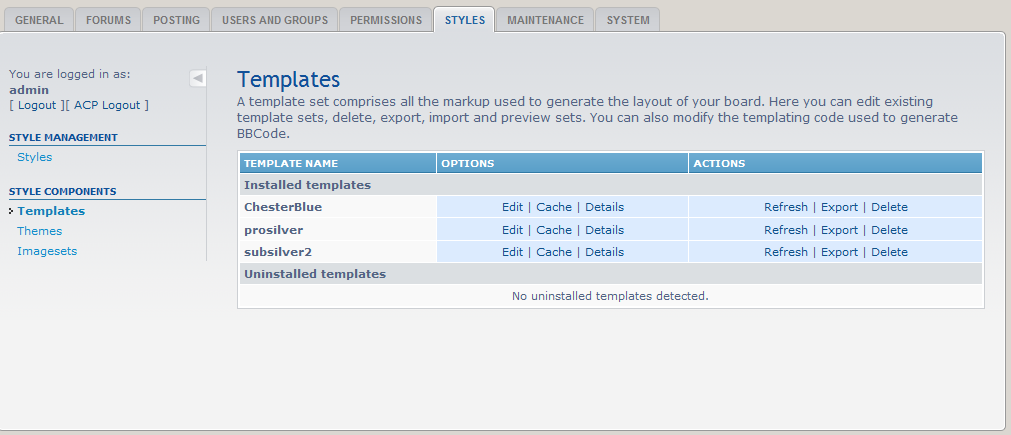 GENERAL FORUMS POSTING USERS AND GROUPS PERMISSIONS STYLES MAINTENANCE SYSTEM
You are logged in as:
admin
[ Logout ][ ACP Logout ]
STYLE MANAGEMENT
Styles
STYLE COMPONENTS
Templates
Themes
Imagesets
Templates
A template set comprises all the markup used to generate the layout of your board. Here you can edit existing
template sets, delete, export, import and preview sets. You can also modify the templating code used to generate
BBCode.
TEMPLATE NAME OPTIONS ACTIONS
Installed templates
ChesterBlue Edit | Cache | Details Refresh | Export | Delete
prosilver Edit | Cache | Details Refresh | Export | Delete
subsilver2 Edit | Cache | Details Refresh | Export | Delete
Uninstalled templates
No uninstalled templates detected.